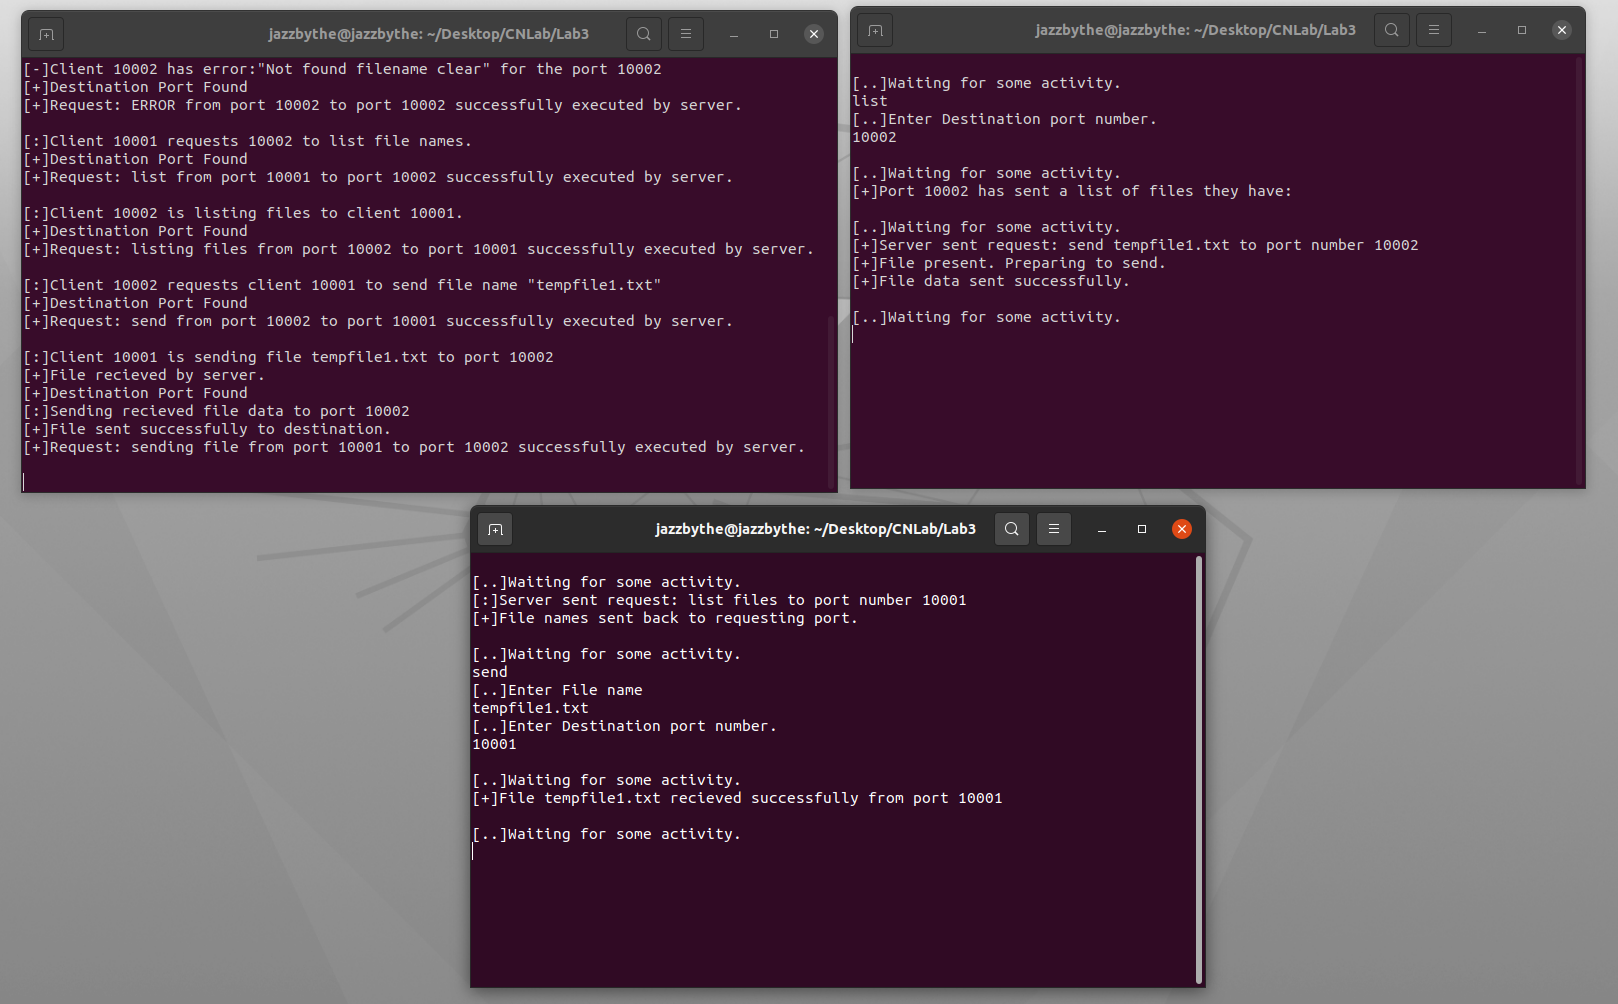 jazzbythe@jazzbythe: ~/Desktop/CNLab/Lab3
[-]Client 10002 has error:"Not found filename clear" for the port 10002
[+]Destination Port Found
[+]Request: ERROR from port 10002 to port 10002 successfully executed by server.
[:]Client 10001 requests 10002 to list file names.
[+]Destination Port Found
[+]Request: list from port 10001 to port 10002 successfully executed by server.
[:]Client 10002 is listing files to client 10001.
[+]Destination Port Found
[+]Request: listing files from port 10002 to port 10001 successfully executed by server.
[:]Client 10002 requests client 10001 to send file name "tempfile1.txt"
[+]Destination Port Found
[+]Request: send from port 10002 to port 10001 successfully executed by server.
[:]Client 10001 is sending file tempfile1.txt to port 10002
[+]File recieved by server.
[+]Destination Port Found
[:]Sending recieved file data to port 10002
[+]File sent successfully to destination.
[+]Request: sending file from port 10001 to port 10002 successfully executed by server.
jazzbythe@jazzbythe: ~/Desktop/CNLab/Lab3
[..]Waiting for some activity.
list
[..]Enter Destination port number.
10002
[..]Waiting for some activity.
[+]Port 10002 has sent a list of files they have:
[..]Waiting for some activity.
[+]Server sent request: send tempfile1.txt to port number 10002
[+]File present. Preparing to send.
[+]File data sent successfully.
[..]Waiting for some activity.
jazzbythe@jazzbythe: ~/Desktop/CNLab/Lab3
[..]Waiting for some activity.
[:]Server sent request: list files to port number 10001
[+]File names sent back to requesting port.
[..]Waiting for some activity.
send
[..]Enter File name
tempfile1.txt
[..]Enter Destination port number.
10001
[..]Waiting for some activity.
[+]File tempfile1.txt recieved successfully from port 10001
[..]Waiting for some activity.